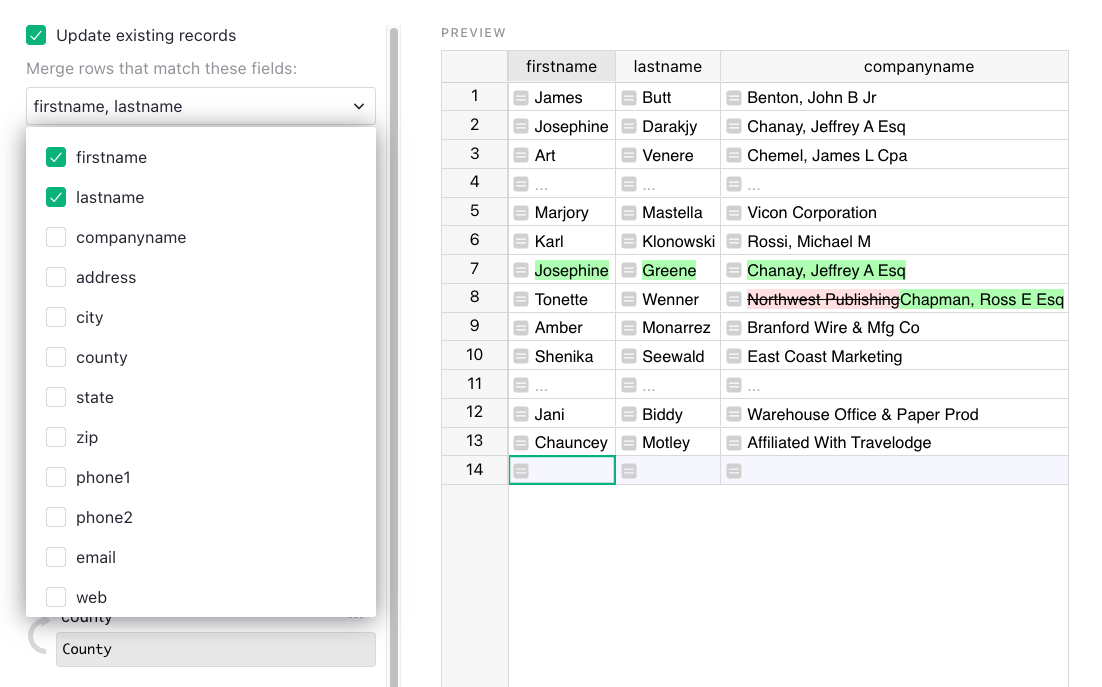 Update existing records
Merge rows that match these fields:
firstname, lastname
firstname
lastname
companyname
address
city
county
state
zip
phone1
phone2
email
web
county
County
PREVIEW
firstname lastname companyname
1 James Butt Benton, John B Jr
2 Josephine Darakjy Chanay, Jeffrey A Esq
3 Art Venere Chemel, James L Cpa
4 ... ... ...
5 Marjory Mastella Vicon Corporation
6 Karl Klonowski Rossi, Michael M
7 Josephine Greene Chanay, Jeffrey A Esq
8 Tonette Wenner Northwest PublishingChapman, Ross E Esq
9 Amber Monarrez Branford Wire & Mfg Co
10 Shenika Seewald East Coast Marketing
11 ... ... ...
12 Jani Biddy Warehouse Office & Paper Prod
13 Chauncey Motley Affiliated With Travelodge
14